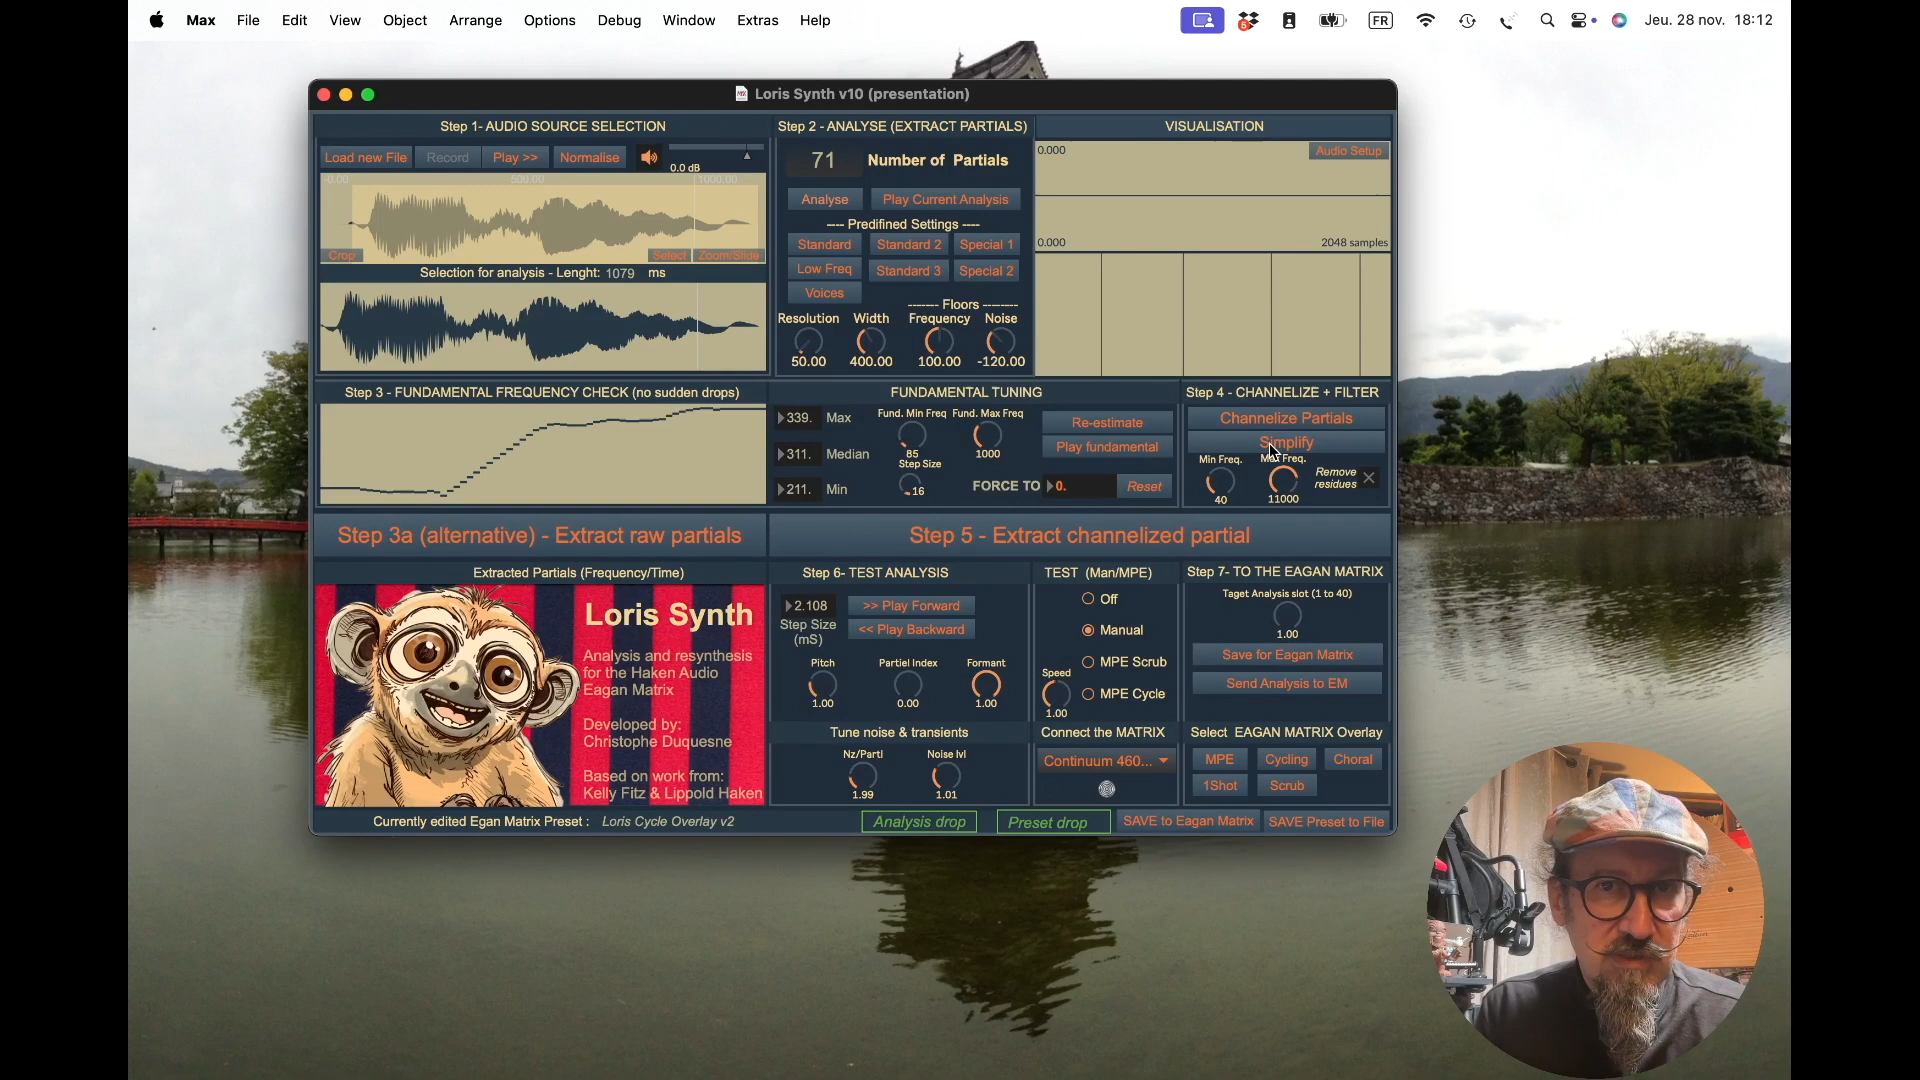 Max File Edit View Object Arrange Options Debug Window Extras Help
6 FR Jeu. 28 nov. 18:12
Loris Synth v10 (presentation)
Step 1- AUDIO SOURCE SELECTION
Load new File Record Play >> Normalise
0.0 dB
-0.00 500.00 1000.00
Crop Select Zoom/Slide
Selection for analysis - Lenght: 1079 ms
Step 2 - ANALYSE (EXTRACT PARTIALS)
71 Number of Partials
Analyse Play Current Analysis
---- Predifined Settings ----
Standard Standard 2 Special 1
Low Freq Standard 3 Special 2
Voices
------- Floors -------
Resolution Width Frequency Noise
50.00 400.00 100.00 -120.00
VISUALISATION
0.000 Audio Setup
0.000 2048 samples
Step 3 - FUNDAMENTAL FREQUENCY CHECK (no sudden drops)
FUNDAMENTAL TUNING
339. Max
311. Median
211. Min
Fund. Min Freq Fund. Max Freq
85 1000
Step Size
16
Re-estimate
Play fundamental
FORCE TO 0. Reset
Step 4 - CHANNELIZE + FILTER
Channelize Partials
Simplify
Min Freq. Max Freq.
40 11000
Remove
residues
Step 3a (alternative) - Extract raw partials
Step 5 - Extract channelized partial
Extracted Partials (Frequency/Time)
Loris Synth
Analysis and resynthesis
for the Haken Audio
Eagan Matrix
Developed by:
Christophe Duquesne
Based on work from:
Kelly Fitz & Lippold Haken
Step 6- TEST ANALYSIS
2.108
Step Size
(mS)
>> Play Forward
<< Play Backward
Pitch Partiel Index Formant
1.00 0.00 1.00
Tune noise & transients
Nz/Partl Noise lvl
1.99 1.01
TEST (Man/MPE)
Off
Manual
MPE Scrub
MPE Cycle
Speed
1.00
Connect the MATRIX
Continuum 460...
Step 7- TO THE EAGAN MATRIX
Taget Analysis slot (1 to 40)
1.00
Save for Eagan Matrix
Send Analysis to EM
Select EAGAN MATRIX Overlay
MPE Cycling Choral
1Shot Scrub
Currently edited Egan Matrix Preset : Loris Cycle Overlay v2
Analysis drop Preset drop SAVE to Eagan Matrix SAVE Preset to File